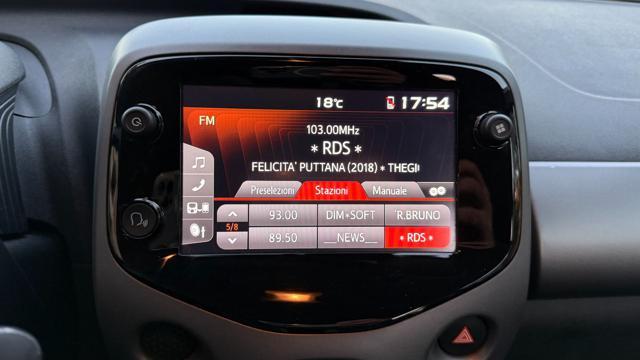 18°C 17:54
FM
103.00MHz
* RDS *
FELICITA' PUTTANA (2018) * THEGI
Preselezioni Stazioni Manuale
93.00 DIM*SOFT 'R.BRUNO
5/8
89.50 __NEWS__ * RDS *